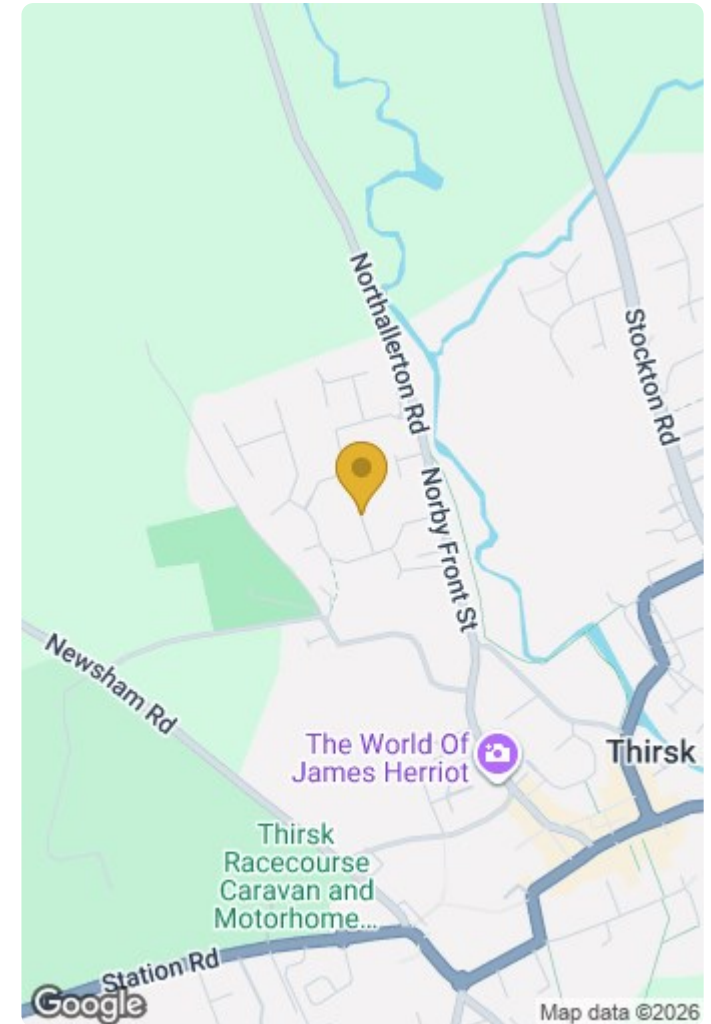 Northallerton Rd
Stockton Rd
Norby Front St
Newsham Rd
The World Of
James Herriot
Thirsk
Thirsk
Racecourse
Caravan and
Motorhome...
Station Rd
Google
Map data ©2026